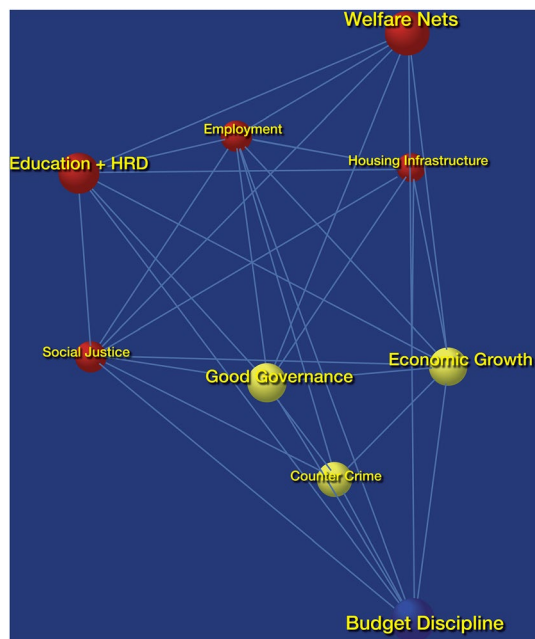 Welfare Nets
Employment
Education + HRD
Housing Infrastructure
Social Justice
Economic Growth
Good Governance
Counter Crime
Budget Discipline